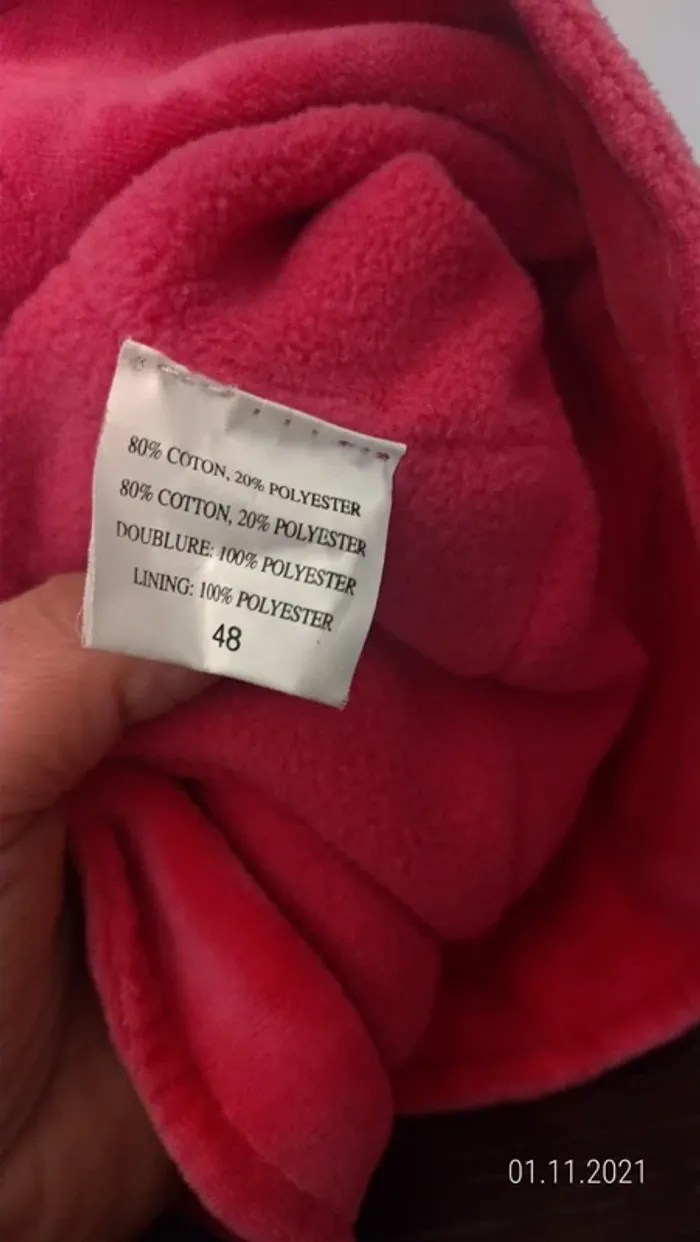 80% COTON, 20% POLYESTER
80% COTTON, 20% POLYESTER
DOUBLURE: 100% POLYESTER
LINING: 100% POLYESTER
48
01.11.2021